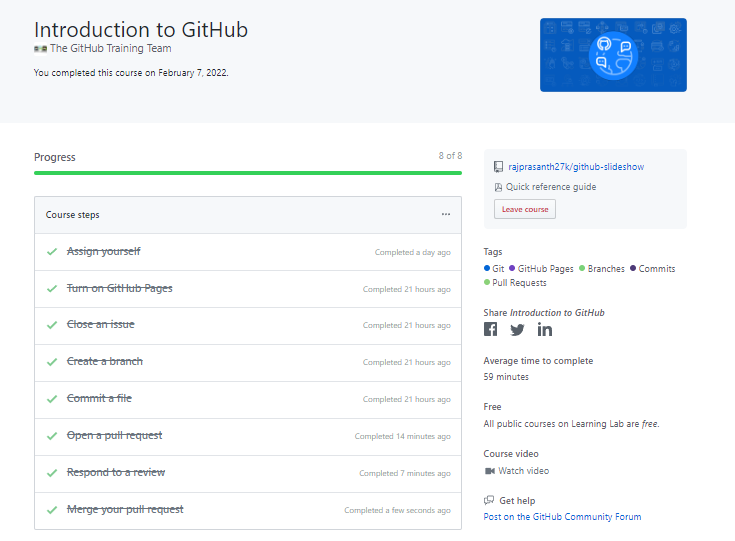 Introduction to GitHub
The GitHub Training Team
You completed this course on February 7, 2022.
Progress
8 of 8
Course steps
...
Assign yourself
Completed a day ago
Turn on GitHub Pages
Completed 21 hours ago
Close an issue
Completed 21 hours ago
Create a branch
Completed 21 hours ago
Commit a file
Completed 21 hours ago
Open a pull request
Completed 14 minutes ago
Respond to a review
Completed 7 minutes ago
Merge your pull request
Completed a few seconds ago
rajprasanth27k/github-slideshow
Quick reference guide
Leave course
Tags
Git GitHub Pages Branches Commits
Pull Requests
Share Introduction to GitHub
Average time to complete
59 minutes
Free
All public courses on Learning Lab are free.
Course video
Watch video
Get help
Post on the GitHub Community Forum